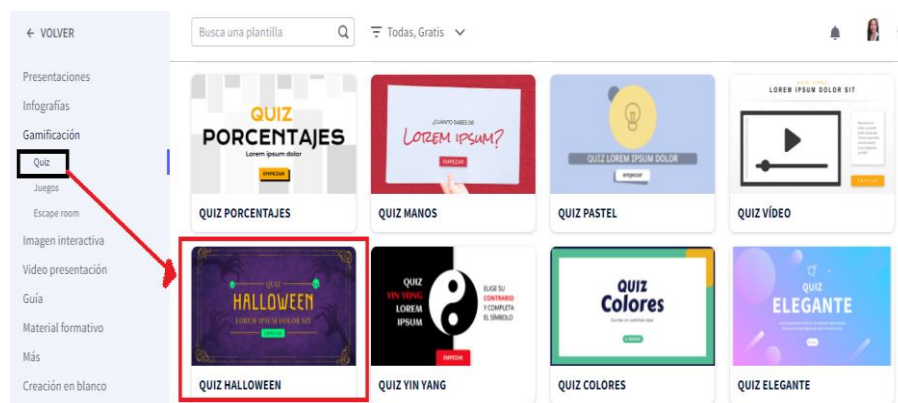 ← VOLVER
Busca una plantilla
Todas, Gratis
Presentaciones
Infografías
Gamificación
Quiz
Juegos
Escape room
Imagen interactiva
Video presentación
Guía
Material formativo
Más
Creación en blanco
QUIZ
PORCENTAJES
Lorem ipsum dolor
EMPEZAR
QUIZ PORCENTAJES
¿CUÁNTO SABES DE
LOREM IPSUM?
EMPEZAR
QUIZ MANOS
QUIZ LOREM IPSUM DOLOR
empezar
QUIZ PASTEL
LOREM IPSUM DOLOR SIT
QUIZ VÍDEO
QUIZ
HALLOWEEN
LOREM IPSUM DOLOR SIT
QUIZ HALLOWEEN
QUIZ
YIN YANG
LOREM
IPSUM
ELIGE SU
CONTRARIO
Y COMPLETA
EL SÍMBOLO
EMPEZAR
QUIZ YIN YANG
QUIZ
Colores
QUIZ COLORES
QUIZ
ELEGANTE
QUIZ ELEGANTE